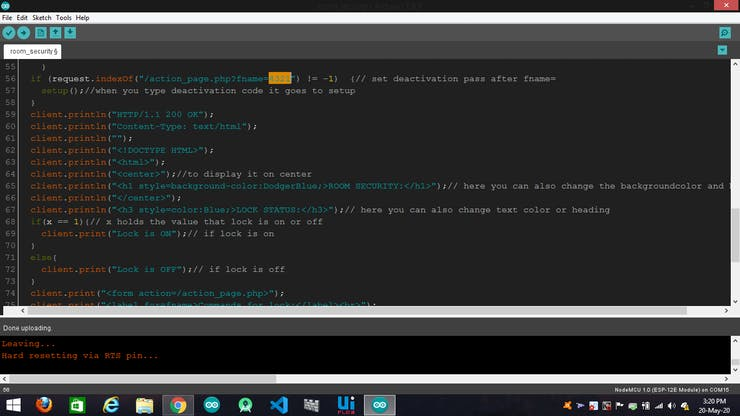 File Edit Sketch Tools Help
room_security §
55 }
56 if (request.indexOf("/action_page.php?fname=4321") != -1) {// set deactivation pass after fname=
57 setup();//when you type deactivation code it goes to setup
58 }
59 client.println("HTTP/1.1 200 OK");
60 client.println("Content-Type: text/html");
61 client.println("");
62 client.println("<!DOCTYPE HTML>");
63 client.println("<html>");
64 client.println("<center>");//to display it on center
65 client.println("<h1 style=background-color:DodgerBlue;>ROOM SECURITY:</h1>");// here you can also change the backgroundcolor and
66 client.println("</center>");
67 client.println("<h3 style=color:Blue;>LOCK STATUS:</h3>");// here you can also change text color or heading
68 if(x == 1){// x holds the value that lock is on or off
69 client.print("Lock is ON");// if lock is on
70 }
71 else{
72 client.print("Lock is OFF");// if lock is off
73 }
74 client.print("<form action=/action_page.php>");
75 client.print("<label forefname>Commands for lock:</label><br>");
Done uploading.
Leaving...
Hard resetting via RTS pin...
56 NodeMCU 1.0 (ESP-12E Module) on COM15
Ui
FLEX
3:20 PM
20-May-20